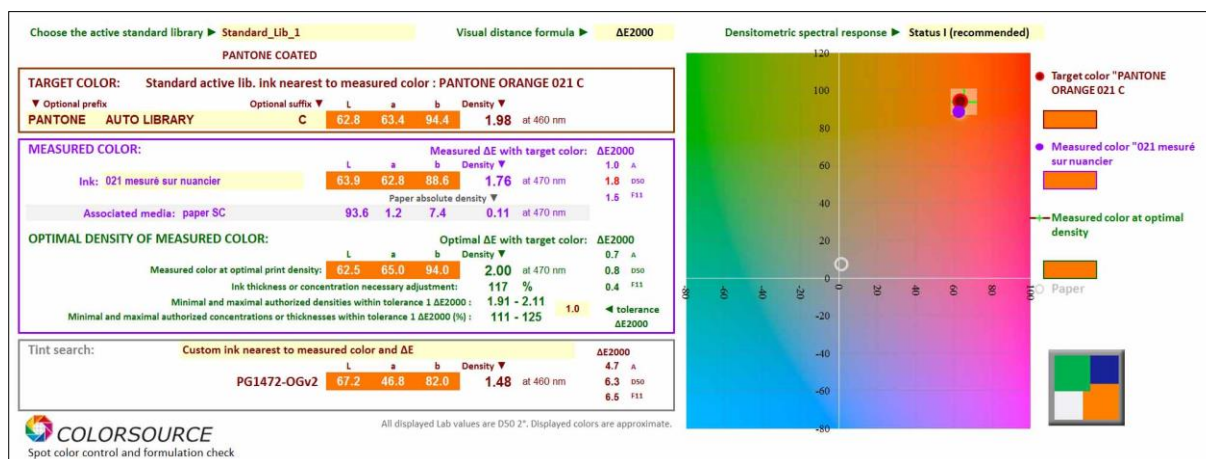 Choose the active standard library ▶ Standard_Lib_1 Visual distance formula ▶ ΔE2000 Densitometric spectral response ▶ Status I (recommended)
PANTONE COATED
TARGET COLOR: Standard active lib. ink nearest to measured color : PANTONE ORANGE 021 C
▼ Optional prefix Optional suffix ▼ L a b Density ▼
PANTONE AUTO LIBRARY C 62.8 63.4 94.4 1.98 at 460 nm
MEASURED COLOR: Measured ΔE with target color: ΔE2000
L a b Density ▼ 1.0 A
Ink: 021 mesuré sur nuancier 63.9 62.8 88.6 1.76 at 470 nm 1.8 D50
Paper absolute density ▼ 1.5 F11
Associated media: paper SC 93.6 1.2 7.4 0.11 at 470 nm
OPTIMAL DENSITY OF MEASURED COLOR: Optimal ΔE with target color: ΔE2000
L a b Density ▼ 0.7 A
Measured color at optimal print density: 62.5 65.0 94.0 2.00 at 470 nm 0.8 D50
Ink thickness or concentration necessary adjustment: 117 % 0.4 F11
Minimal and maximal authorized densities within tolerance 1 ΔE2000 : 1.91 - 2.11
Minimal and maximal authorized concentrations or thicknesses within tolerance 1 ΔE2000 (%) : 111 - 125 1.0 ◀ tolerance
ΔE2000
Tint search: Custom ink nearest to measured color and ΔE ΔE2000
L a b Density ▼ 4.7 A
PG1472-OGv2 67.2 46.8 82.0 1.48 at 460 nm 6.3 D50
6.5 F11
COLORSOURCE
Spot color control and formulation check
All displayed Lab values are D50 2°. Displayed colors are approximate.
120
100
80
60
40
20
0
-20
-40
-60
-80
-80 -60 -40 -20 0 20 40 60 80 100
Target color "PANTONE
ORANGE 021 C
Measured color "021 mesuré
sur nuancier
Measured color at optimal
density
Paper